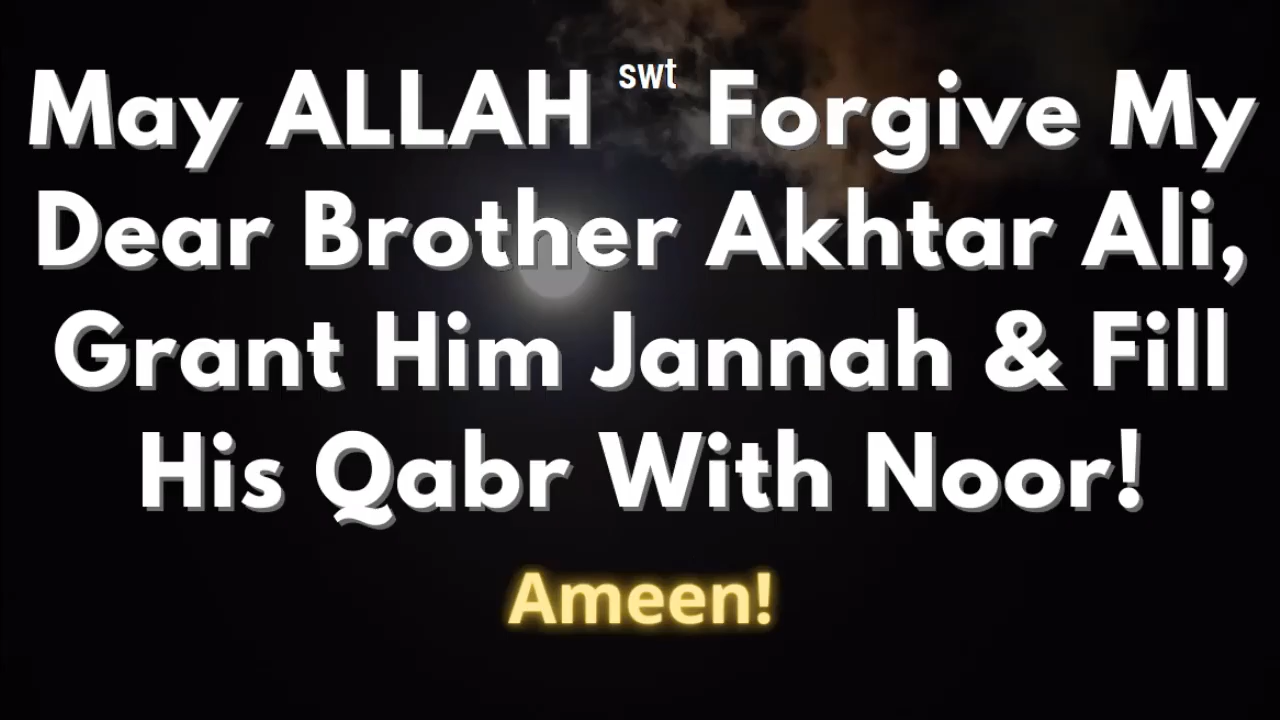 May ALLAH swt Forgive My
Dear Brother Akhtar Ali,
Grant Him Jannah & Fill
His Qabr With Noor!
Ameen!